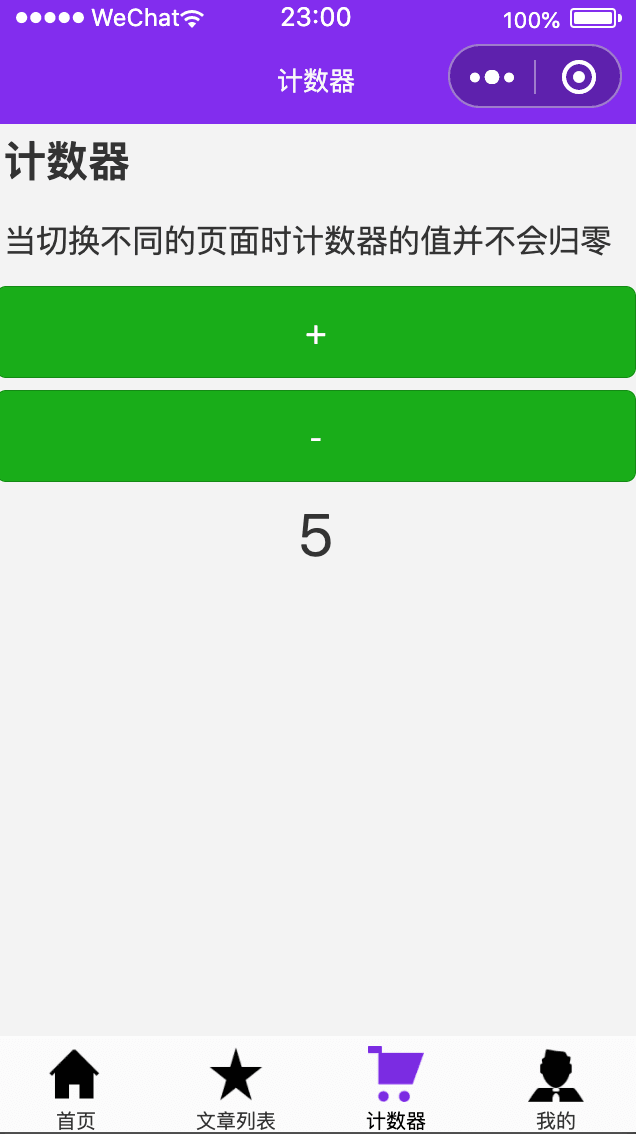 WeChat 23:00 100%
计数器
计数器
当切换不同的页面时计数器的值并不会归零
+
-
5
首页 文章列表 计数器 我的